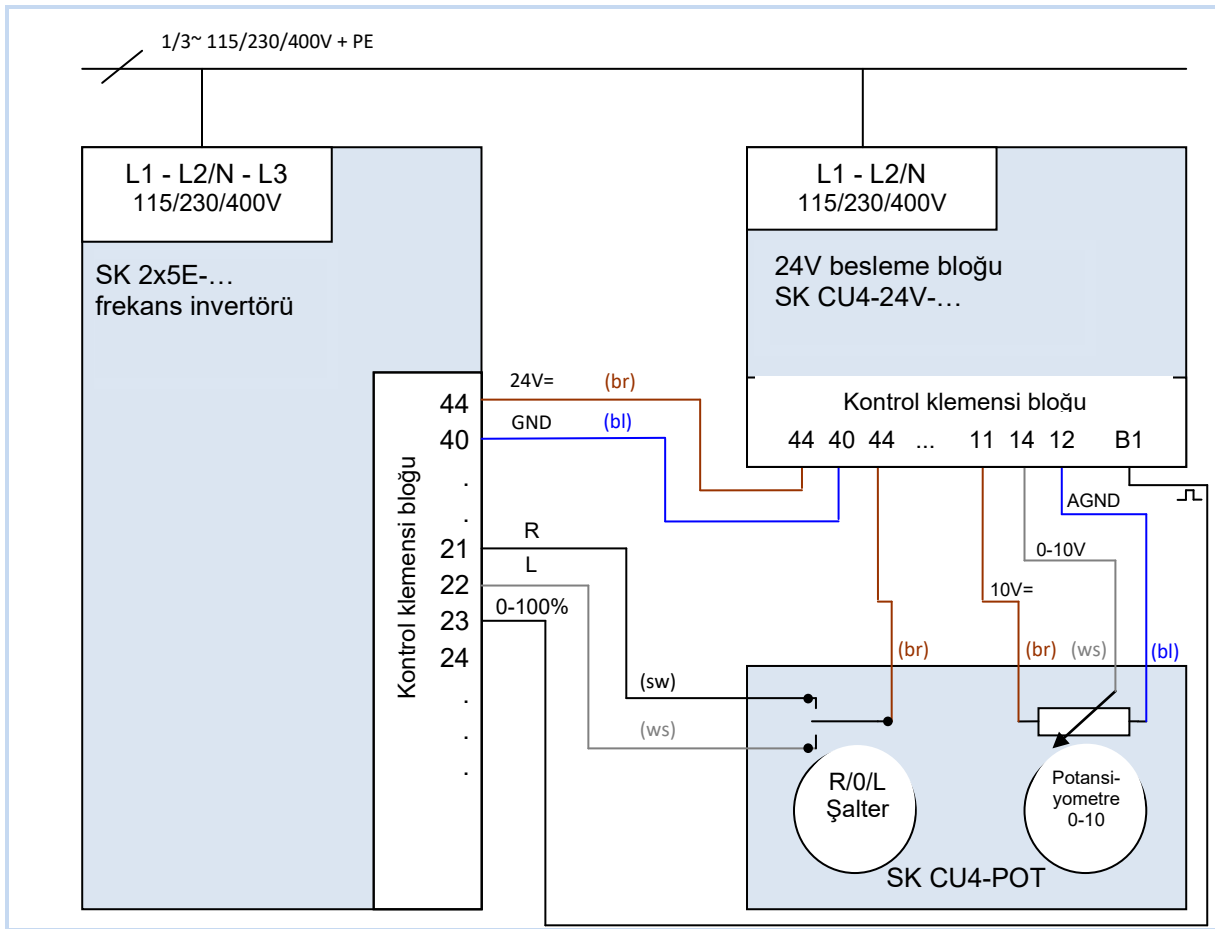 1/3~ 115/230/400V + PE
L1 - L2/N - L3
115/230/400V
SK 2x5E-…
frekans invertörü
L1 - L2/N
115/230/400V
24V besleme bloğu
SK CU4-24V-…
Kontrol klemensi bloğu
44 40 44 ... 11 14 12 B1
Kontrol klemensi bloğu
44
40
.
.
21
22
23
24
.
.
.
24V= (br)
GND (bl)
R
L
0-100%
AGND
0-10V
10V=
(br) (br) (ws) (bl)
(sw)
(ws)
R/0/L
Şalter
Potansi-
yometre
0-10
SK CU4-POT